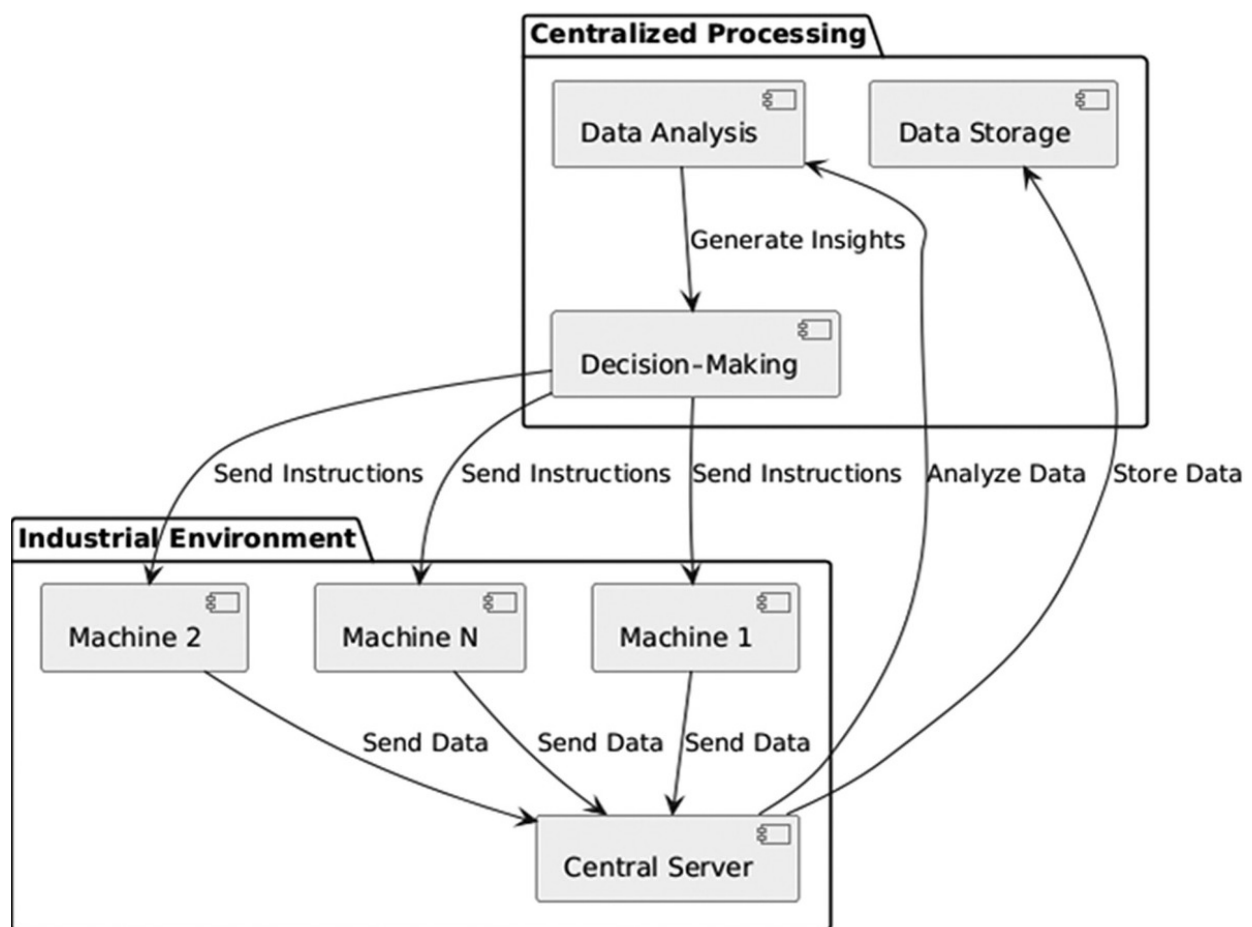 Centralized Processing
Data Analysis
Data Storage
Generate Insights
Decision-Making
Send Instructions
Send Instructions
Send Instructions
Analyze Data
Store Data
Industrial Environment
Machine 2
Machine N
Machine 1
Send Data
Send Data
Send Data
Central Server